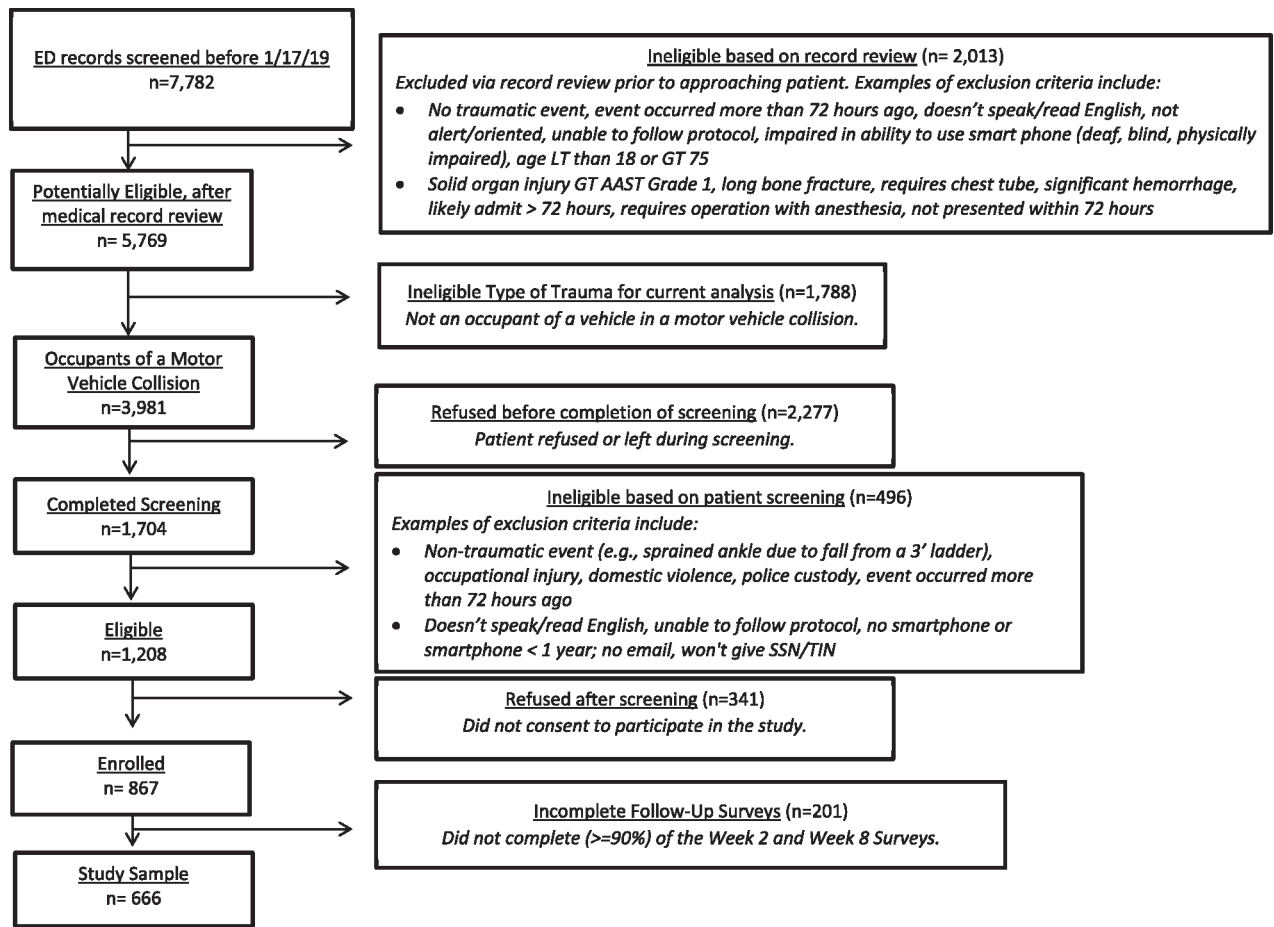 ED records screened before 1/17/19
n=7,782
Ineligible based on record review (n= 2,013)
Excluded via record review prior to approaching patient. Examples of exclusion criteria include:
• No traumatic event, event occurred more than 72 hours ago, doesn't speak/read English, not
alert/oriented, unable to follow protocol, impaired in ability to use smart phone (deaf, blind, physically
impaired), age LT than 18 or GT 75
• Solid organ injury GT AAST Grade 1, long bone fracture, requires chest tube, significant hemorrhage,
likely admit > 72 hours, requires operation with anesthesia, not presented within 72 hours
Potentially Eligible, after
medical record review
n= 5,769
Ineligible Type of Trauma for current analysis (n=1,788)
Not an occupant of a vehicle in a motor vehicle collision.
Occupants of a Motor
Vehicle Collision
n=3,981
Refused before completion of screening (n=2,277)
Patient refused or left during screening.
Completed Screening
n=1,704
Ineligible based on patient screening (n=496)
Examples of exclusion criteria include:
• Non-traumatic event (e.g., sprained ankle due to fall from a 3' ladder),
occupational injury, domestic violence, police custody, event occurred more
than 72 hours ago
• Doesn't speak/read English, unable to follow protocol, no smartphone or
smartphone < 1 year; no email, won't give SSN/TIN
Eligible
n=1,208
Refused after screening (n=341)
Did not consent to participate in the study.
Enrolled
n= 867
Incomplete Follow-Up Surveys (n=201)
Did not complete (>=90%) of the Week 2 and Week 8 Surveys.
Study Sample
n= 666